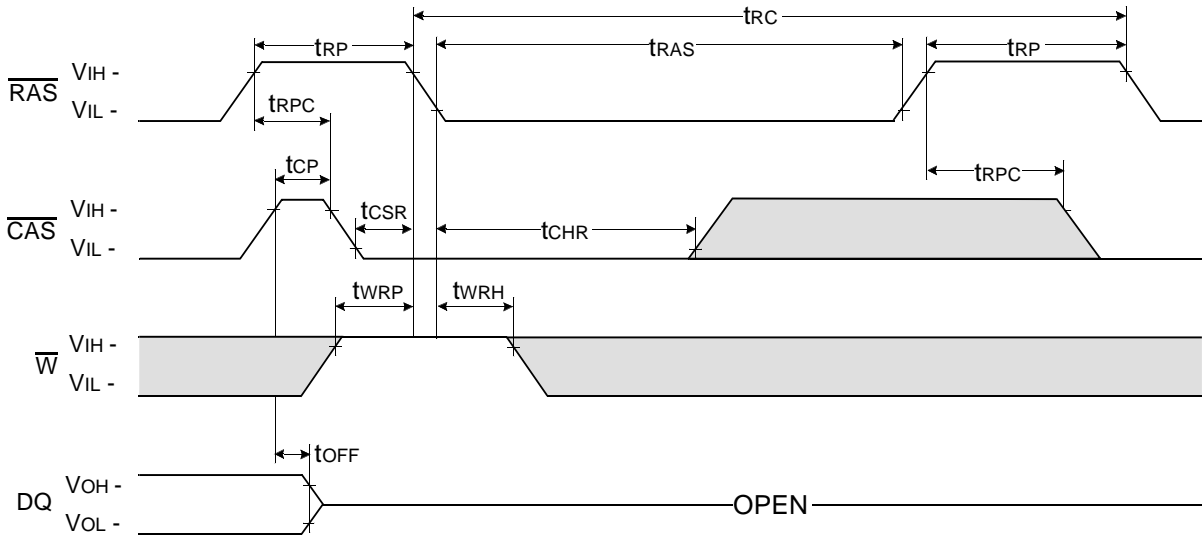 tRC
tRP tRAS tRP
RAS VIH -
VIL -
tRPC
tCP tRPC
CAS VIH - tCSR
VIL - tCHR
tWRP tWRH
W VIH -
VIL -
tOFF
DQ VOH -
VOL - OPEN